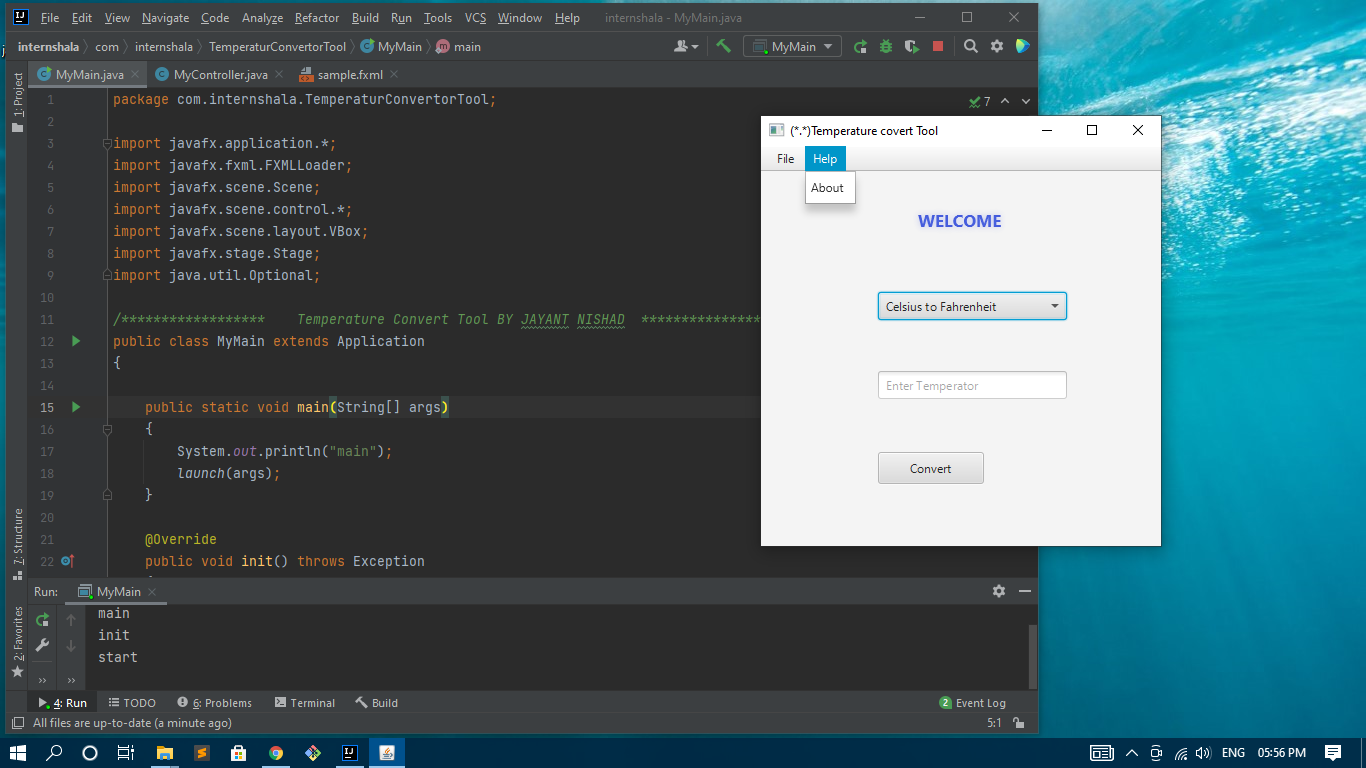 File Edit View Navigate Code Analyze Refactor Build Run Tools VCS Window Help internshala - MyMain.java
internshala com internshala TemperaturConvertorTool MyMain main MyMain
MyMain.java MyController.java sample.fxml
1: Project
7: Structure
2: Favorites
1 package com.internshala.TemperaturConvertorTool;
7
2
3 import javafx.application.*;
4 import javafx.fxml.FXMLLoader;
5 import javafx.scene.Scene;
6 import javafx.scene.control.*;
7 import javafx.scene.layout.VBox;
8 import javafx.stage.Stage;
9 import java.util.Optional;
10
11 /****************** Temperature Convert Tool BY JAYANT NISHAD ***************
12 public class MyMain extends Application
13 {
14
15 public static void main(String[] args)
16 {
17 System.out.println("main");
18 launch(args);
19 }
20
21 @Override
22 public void init() throws Exception
(*.*)Temperature covert Tool
File Help
About
WELCOME
Celsius to Fahrenheit
Enter Temperator
Convert
Run: MyMain
main
init
start
4: Run TODO 6: Problems Terminal Build 2 Event Log
All files are up-to-date (a minute ago) 5:1
ENG 05:56 PM